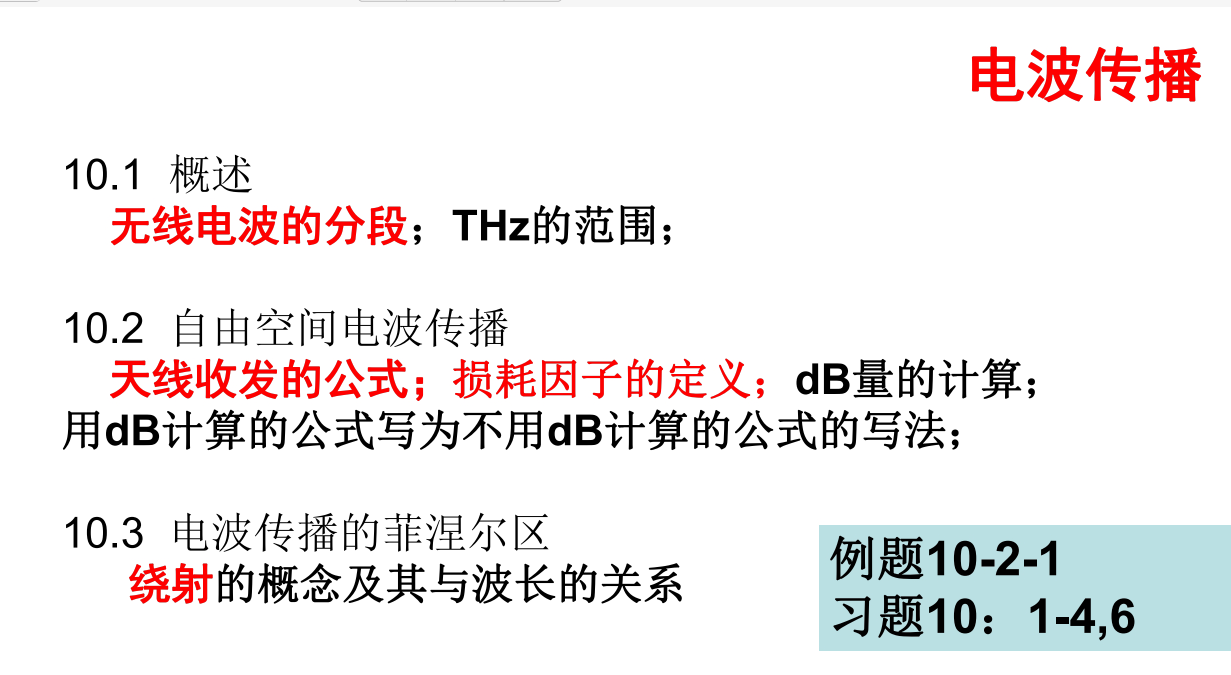 电波传播
10.1 概述
无线电波的分段；THz的范围；
10.2 自由空间电波传播
天线收发的公式；损耗因子的定义；dB量的计算；
用dB计算的公式写为不用dB计算的公式的写法；
10.3 电波传播的菲涅尔区
绕射的概念及其与波长的关系
例题10-2-1
习题10：1-4,6